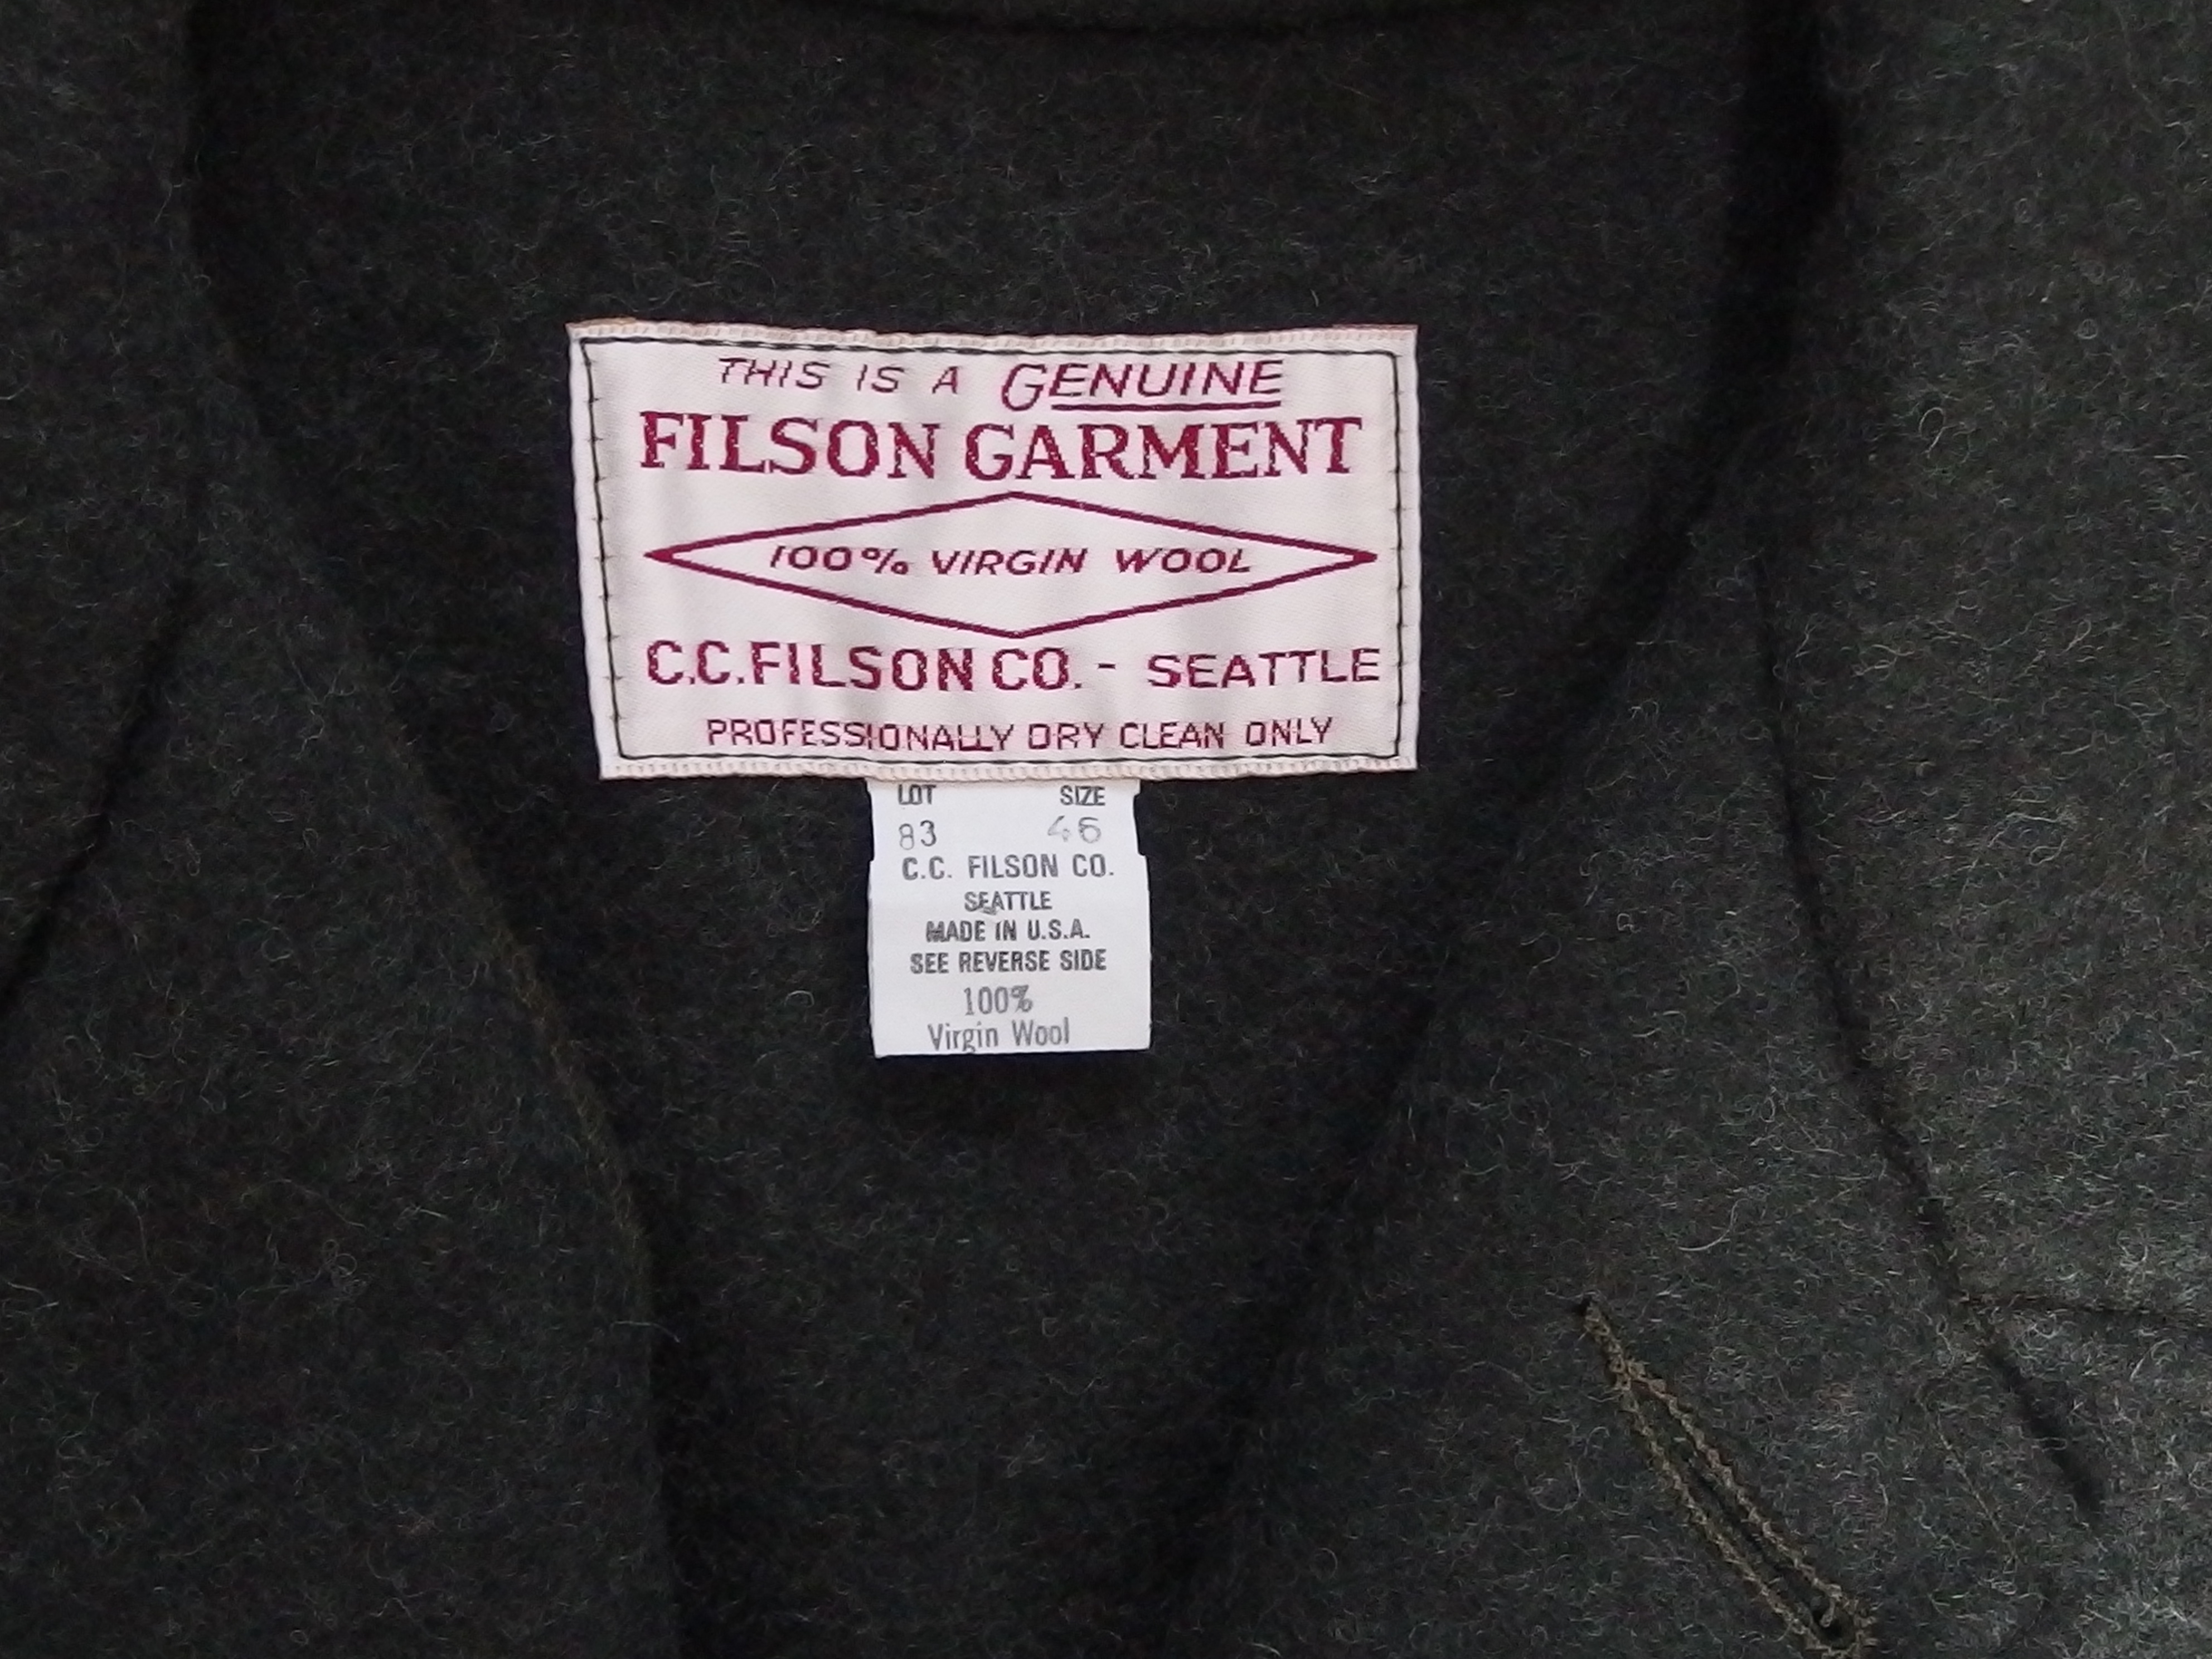 THIS IS A GENUINE
FILSON GARMENT
100% VIRGIN WOOL
C.C. FILSON CO. - SEATTLE
PROFESSIONALLY DRY CLEAN ONLY
LOT SIZE
83 46
C.C. FILSON CO.
SEATTLE
MADE IN U.S.A.
SEE REVERSE SIDE
100%
Virgin Wool